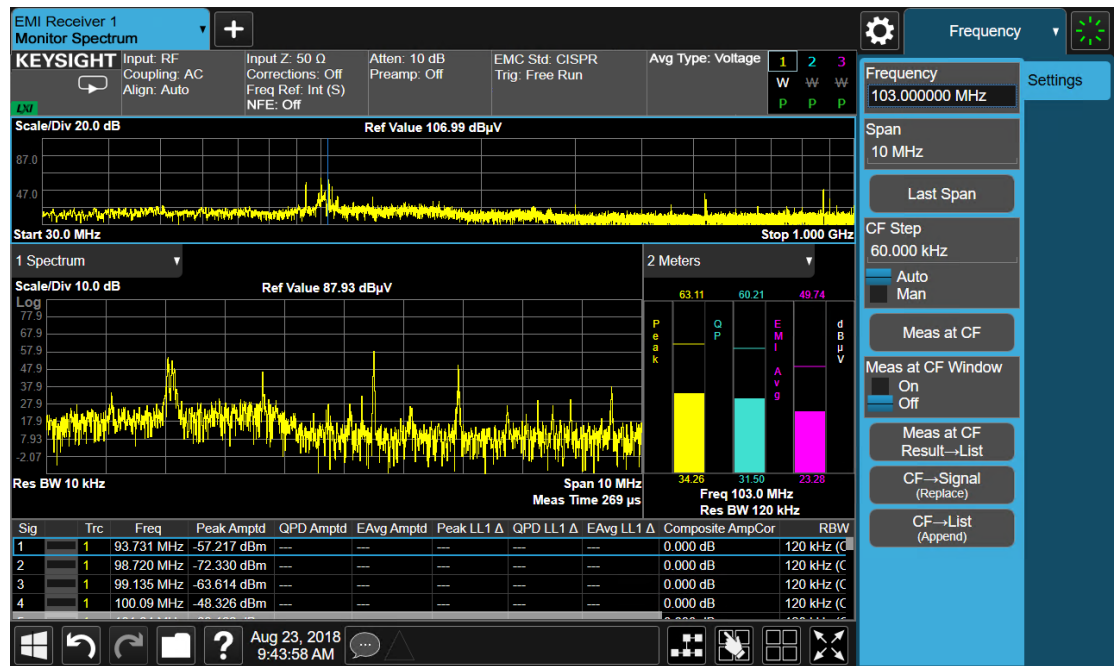 EMI Receiver 1
Monitor Spectrum
Frequency
KEYSIGHT
Input: RF
Coupling: AC
Align: Auto
Input Z: 50 Ω
Corrections: Off
Freq Ref: Int (S)
NFE: Off
Atten: 10 dB
Preamp: Off
EMC Std: CISPR
Trig: Free Run
Avg Type: Voltage
1 2 3
W W W
P P P
LXI
Scale/Div 20.0 dB
Ref Value 106.99 dBµV
87.0
47.0
Start 30.0 MHz
Stop 1.000 GHz
1 Spectrum
Scale/Div 10.0 dB
Ref Value 87.93 dBµV
Log
77.9
67.9
57.9
47.9
37.9
27.9
17.9
7.93
-2.07
Res BW 10 kHz
Span 10 MHz
Meas Time 269 µs
2 Meters
63.11 60.21 49.74
Peak
QP
EMI Avg
dBµV
34.26 31.50 23.28
Freq 103.0 MHz
Res BW 120 kHz
Sig Trc Freq Peak Amptd QPD Amptd EAvg Amptd Peak LL1 Δ QPD LL1 Δ EAvg LL1 Δ Composite AmpCor RBW
1 1 93.731 MHz -57.217 dBm --- --- --- --- --- 0.000 dB 120 kHz (C
2 1 98.720 MHz -72.330 dBm --- --- --- --- --- 0.000 dB 120 kHz (C
3 1 99.135 MHz -63.614 dBm --- --- --- --- --- 0.000 dB 120 kHz (C
4 1 100.09 MHz -48.326 dBm --- --- --- --- --- 0.000 dB 120 kHz (C
?
Aug 23, 2018
9:43:58 AM
Frequency
103.000000 MHz
Settings
Span
10 MHz
Last Span
CF Step
60.000 kHz
Auto
Man
Meas at CF
Meas at CF Window
On
Off
Meas at CF
Result→List
CF→Signal
(Replace)
CF→List
(Append)